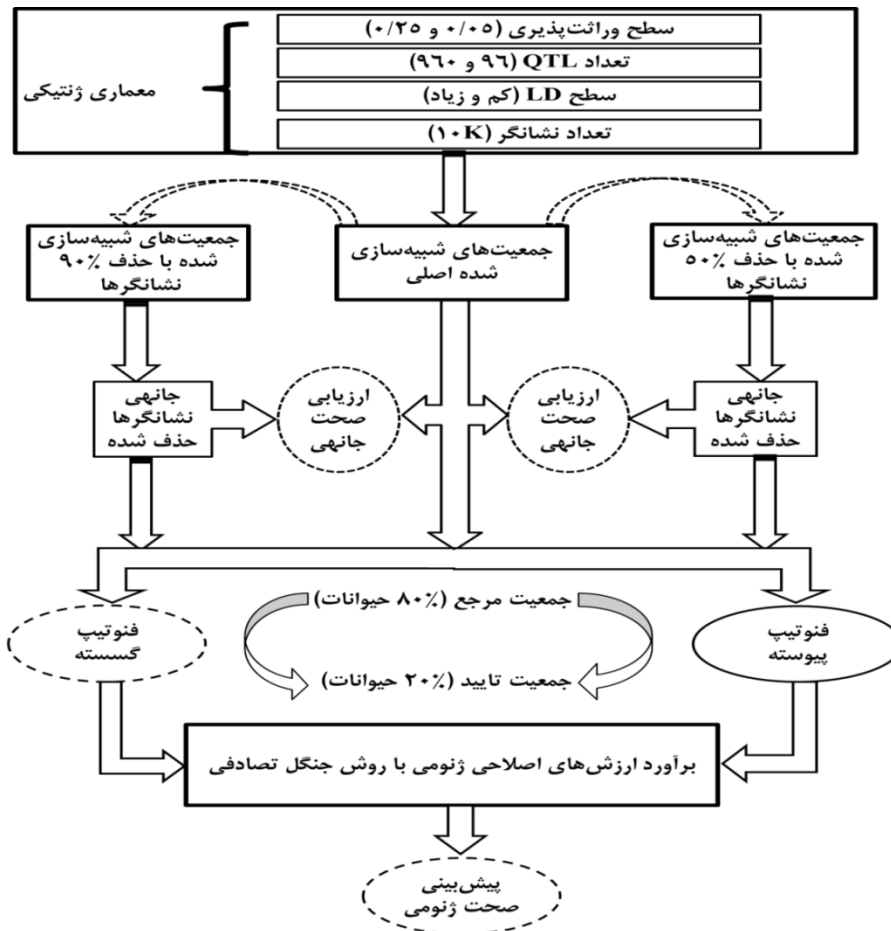 سطح وراثت‌پذیری (۰/۰۵ و ۰/۲۵)
تعداد QTL (۹۶ و ۹۶۰)
سطح LD (کم و زیاد)
تعداد نشانگر (۱۰K)
معماری ژنتیکی
جمعیت‌های شبیه‌سازی
شده با حذف ۵۰%
نشانگرها
جمعیت‌های شبیه‌سازی
شده اصلی
جمعیت‌های شبیه‌سازی
شده با حذف ۹۰%
نشانگرها
جانهی
نشانگرها
حذف شده
ارزیابی
صحت
جانهی
ارزیابی
صحت
جانهی
جانهی
نشانگرها
حذف شده
فنوتیپ
پیوسته
جمعیت مرجع (۸۰% حیوانات)
جمعیت تایید (۲۰% حیوانات)
فنوتیپ
گسسته
برآورد ارزش‌های اصلاحی ژنومی با روش جنگل تصادفی
پیش‌بینی
صحت ژنومی